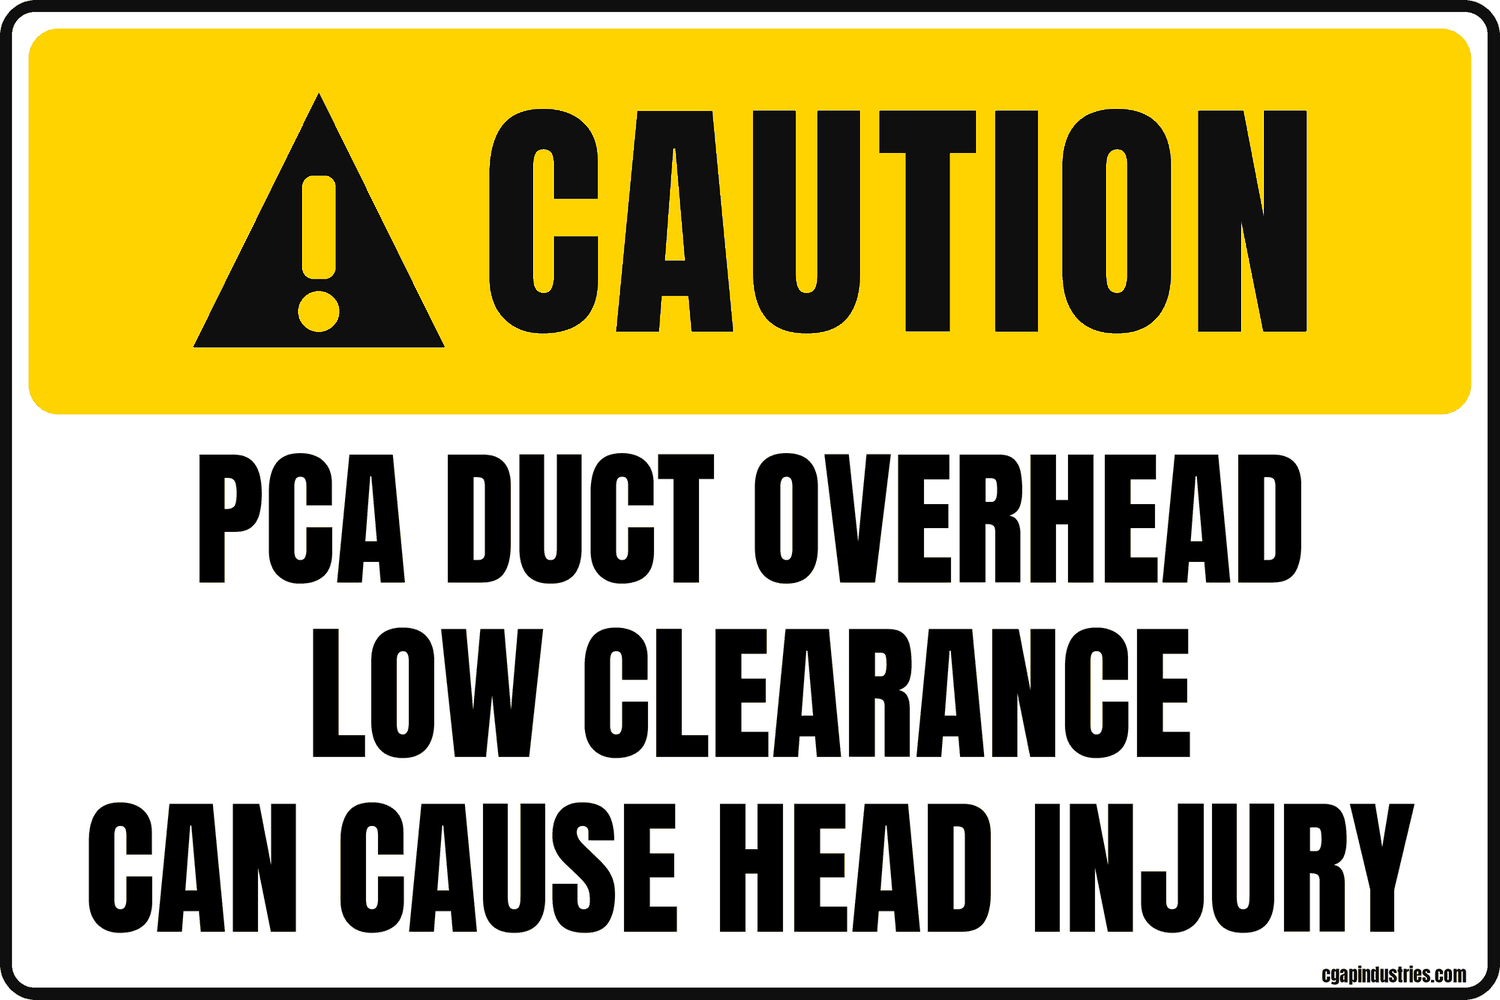 CAUTION
PCA DUCT OVERHEAD
LOW CLEARANCE
CAN CAUSE HEAD INJURY
cgapindustries.com